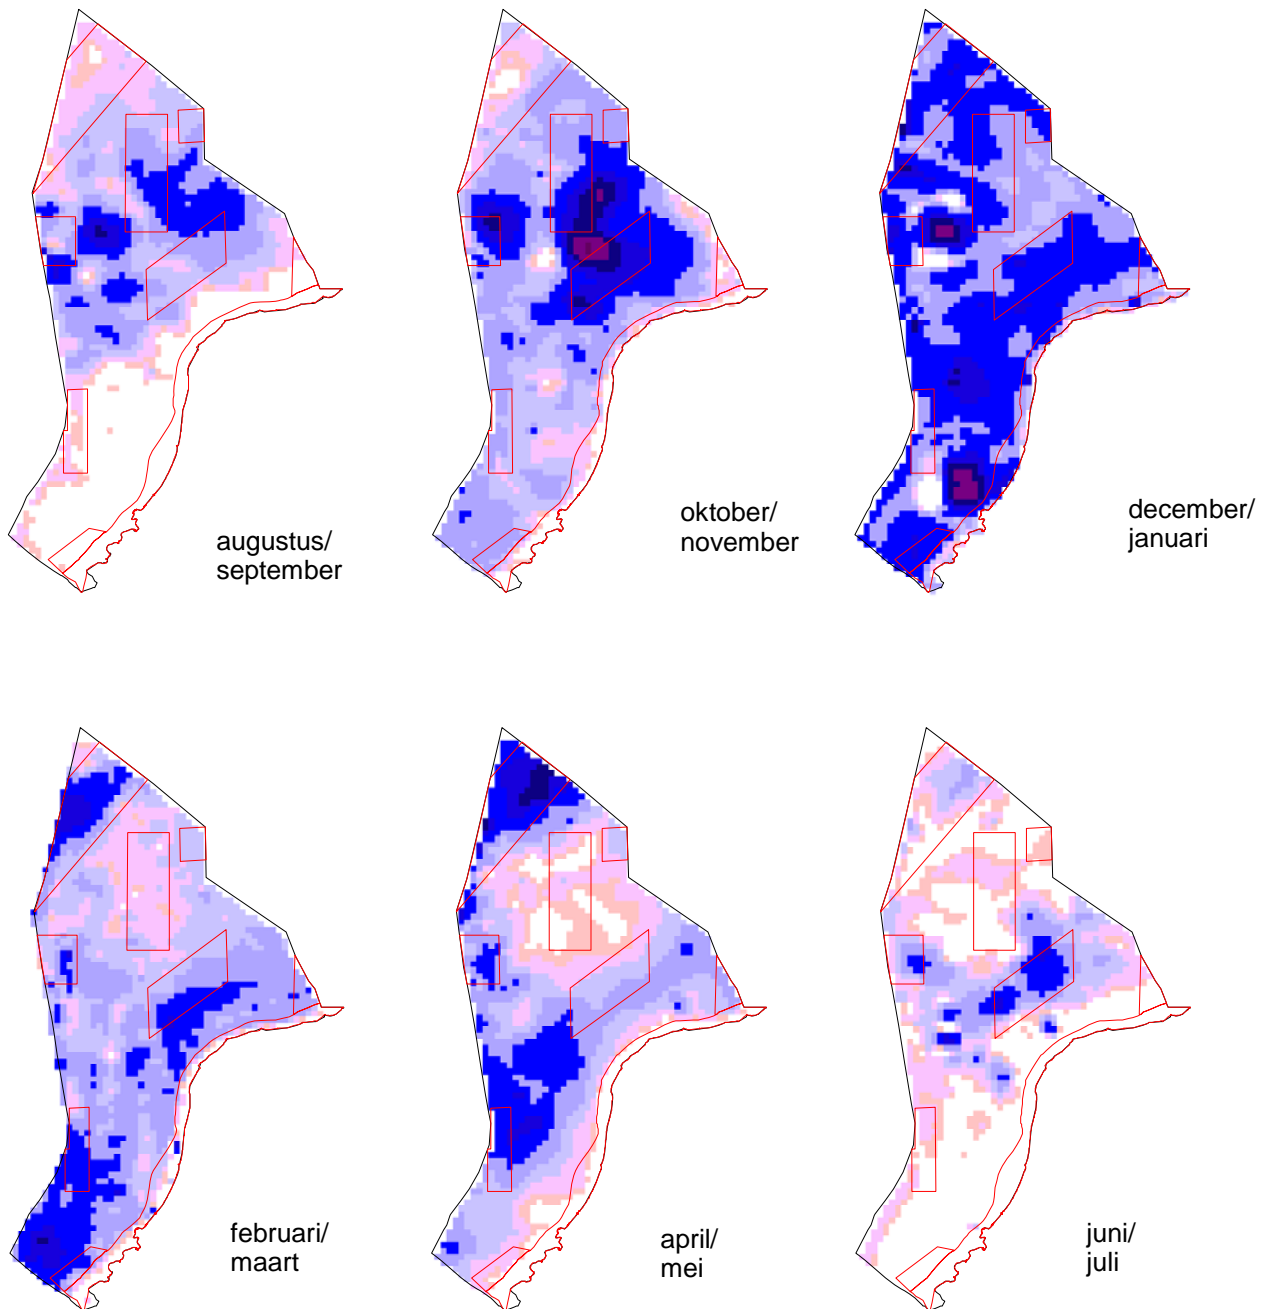 augustus/
september
oktober/
november
december/
januari
februari/
maart
april/
mei
juni/
juli